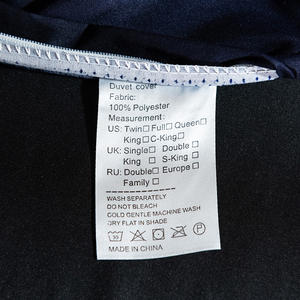 Duvet cover
Fabric:
100% Polyester
Measurement:
US: Twin☐ Full☐ Queen☐
King☐ C-King☐
UK: Single☐ Double ☐
King ☐ S-King ☐
RU: Double☐ Europe☐
Family ☐
WASH SEPARATELY
DO NOT BLEACH
COLD GENTLE MACHINE WASH
DRY FLAT IN SHADE
MADE IN CHINA